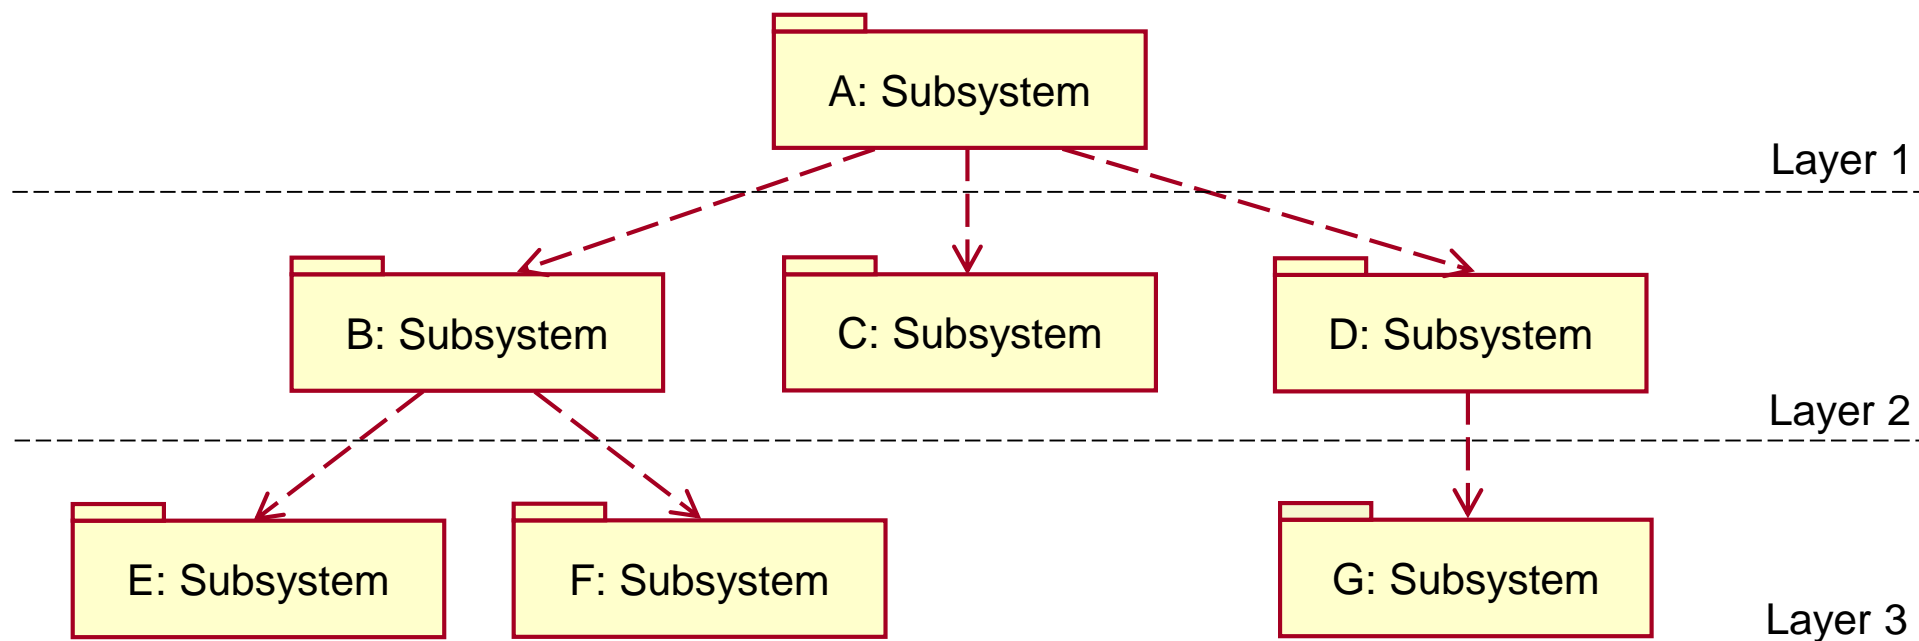 A: Subsystem
Layer 1
B: Subsystem
C: Subsystem
D: Subsystem
Layer 2
E: Subsystem
F: Subsystem
G: Subsystem
Layer 3